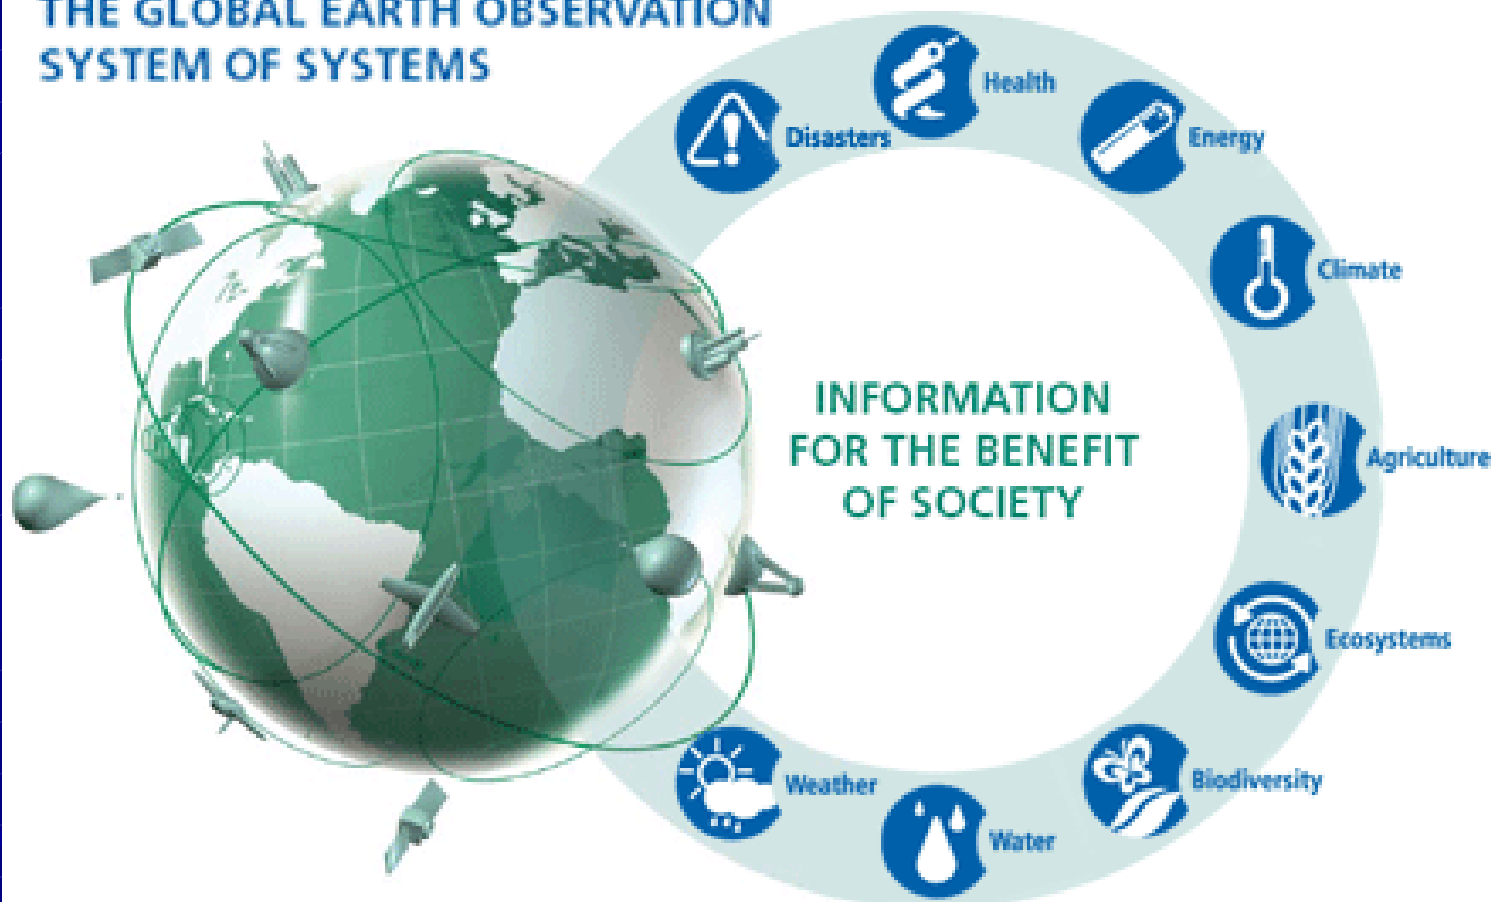 THE GLOBAL EARTH OBSERVATION
SYSTEM OF SYSTEMS
Health
Disasters
Energy
Climate
INFORMATION
FOR THE BENEFIT
OF SOCIETY
Agriculture
Ecosystems
Biodiversity
Weather
Water